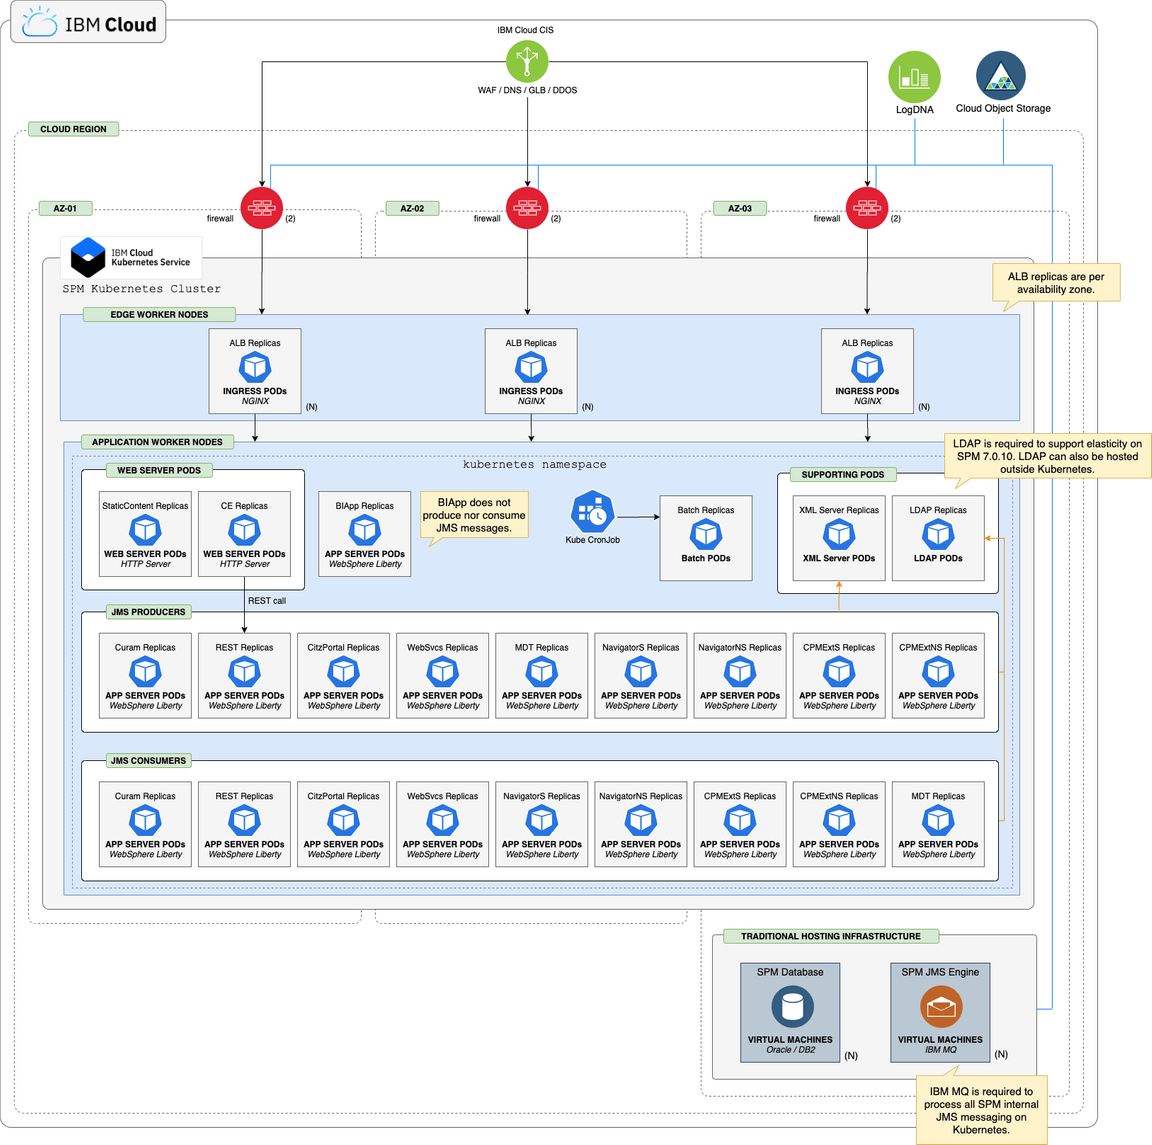 IBM Cloud
IBM Cloud CIS
WAF / DNS / GLB / DDOS
LogDNA
Cloud Object Storage
CLOUD REGION
AZ-01
firewall
(2)
AZ-02
firewall
(2)
AZ-03
firewall
(2)
IBM Cloud
Kubernetes Service
SPM Kubernetes Cluster
ALB replicas are per
availability zone.
EDGE WORKER NODES
ALB Replicas
INGRESS PODs
NGINX
(N)
ALB Replicas
INGRESS PODs
NGINX
(N)
ALB Replicas
INGRESS PODs
NGINX
(N)
APPLICATION WORKER NODES
kubernetes namespace
LDAP is required to support elasticity on
SPM 7.0.10. LDAP can also be hosted
outside Kubernetes.
WEB SERVER PODS
StaticContent Replicas
WEB SERVER PODs
HTTP Server
CE Replicas
WEB SERVER PODs
HTTP Server
BIApp Replicas
APP SERVER PODs
WebSphere Liberty
BIApp does not
produce nor consume
JMS messages.
Kube CronJob
Batch Replicas
Batch PODs
SUPPORTING PODS
XML Server Replicas
XML Server PODs
LDAP Replicas
LDAP PODs
REST call
JMS PRODUCERS
Curam Replicas
APP SERVER PODs
WebSphere Liberty
REST Replicas
APP SERVER PODs
WebSphere Liberty
CitzPortal Replicas
APP SERVER PODs
WebSphere Liberty
WebSvcs Replicas
APP SERVER PODs
WebSphere Liberty
MDT Replicas
APP SERVER PODs
WebSphere Liberty
NavigatorS Replicas
APP SERVER PODs
WebSphere Liberty
NavigatorNS Replicas
APP SERVER PODs
WebSphere Liberty
CPMExtS Replicas
APP SERVER PODs
WebSphere Liberty
CPMExtNS Replicas
APP SERVER PODs
WebSphere Liberty
JMS CONSUMERS
Curam Replicas
APP SERVER PODs
WebSphere Liberty
REST Replicas
APP SERVER PODs
WebSphere Liberty
CitzPortal Replicas
APP SERVER PODs
WebSphere Liberty
WebSvcs Replicas
APP SERVER PODs
WebSphere Liberty
NavigatorS Replicas
APP SERVER PODs
WebSphere Liberty
NavigatorNS Replicas
APP SERVER PODs
WebSphere Liberty
CPMExtS Replicas
APP SERVER PODs
WebSphere Liberty
CPMExtNS Replicas
APP SERVER PODs
WebSphere Liberty
MDT Replicas
APP SERVER PODs
WebSphere Liberty
TRADITIONAL HOSTING INFRASTRUCTURE
SPM Database
VIRTUAL MACHINES
Oracle / DB2
(N)
SPM JMS Engine
VIRTUAL MACHINES
IBM MQ
(N)
IBM MQ is required to
process all SPM internal
JMS messaging on
Kubernetes.